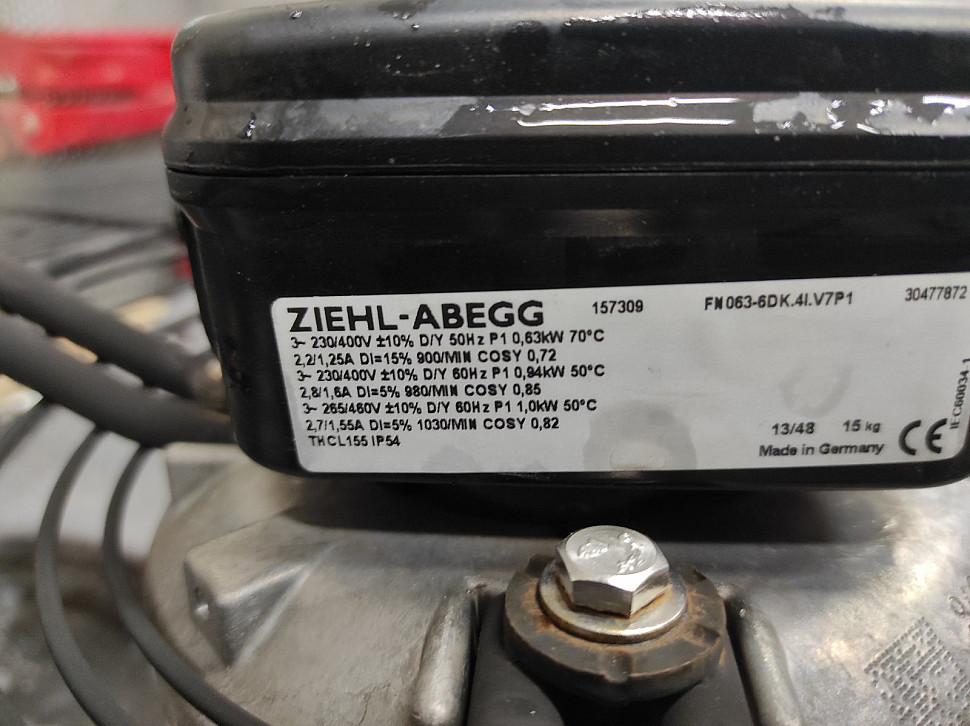 ZIEHL-ABEGG 157309 FN063-6DK.4I.V7P1 30477872
3~ 230/400V ±10% D/Y 50Hz P1 0,63kW 70°C
2,2/1,25A DI=15% 900/MIN COSY 0,72
3~ 230/400V ±10% D/Y 60Hz P1 0,94kW 50°C
2,8/1,6A DI=5% 980/MIN COSY 0,85
3~ 265/460V ±10% D/Y 60Hz P1 1,0kW 50°C
2,7/1,55A DI=5% 1030/MIN COSY 0,82
THCL155 IP54
13/48 15 kg
Made in Germany
CE
IEC60034-1